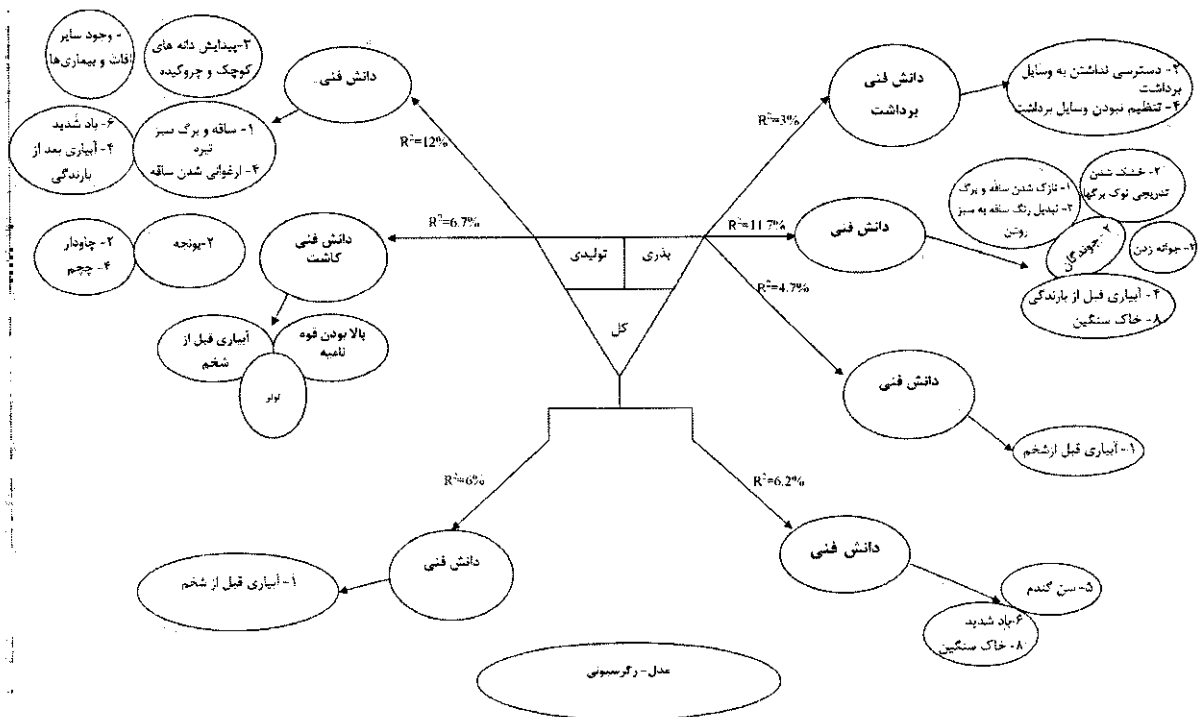 ۳-پیدایش دانه های
کوچک و چروکیده
- وجود سایر
افات و بیماری‌ها
دانش فنی
۱- ساقه و برگ سبز
تیره
۴- ارغوانی شدن ساقه
۶- باد شدید
۴- آبیاری بعد از
بارندگی
R²=12%
دانش فنی
برداشت
R²=3%
۲- دسترسی نداشتن به وسایل
برداشت
۴- تنظیم نبودن وسایل برداشت
R²=11.7%
دانش فنی
۱- نازک شدن ساقه و برگ
۳- تبدیل رنگ ساقه به سبز
روشن
۲- خشک شدن
تدریجی نوک برگها
۲- جوندگان
۳- جوانه زدن
۴- آبیاری قبل از بارندگی
۸- خاک سنگین
R²=6.7%
دانش فنی
کاشت
۲-یونجه
۲- چاودار
۴- چچم
بالا بودن قوه
نامیه
آبیاری قبل از
شخم
بذری
تولیدی
کل
R²=4.7%
دانش فنی
۱- آبیاری قبل ازشخم
R²=6.2%
دانش فنی
۵- سن گندم
۶-باد شدید
۸- خاک سنگین
R²=6%
دانش فنی
۱- آبیاری قبل از شخم
مدل- رگرسیونی